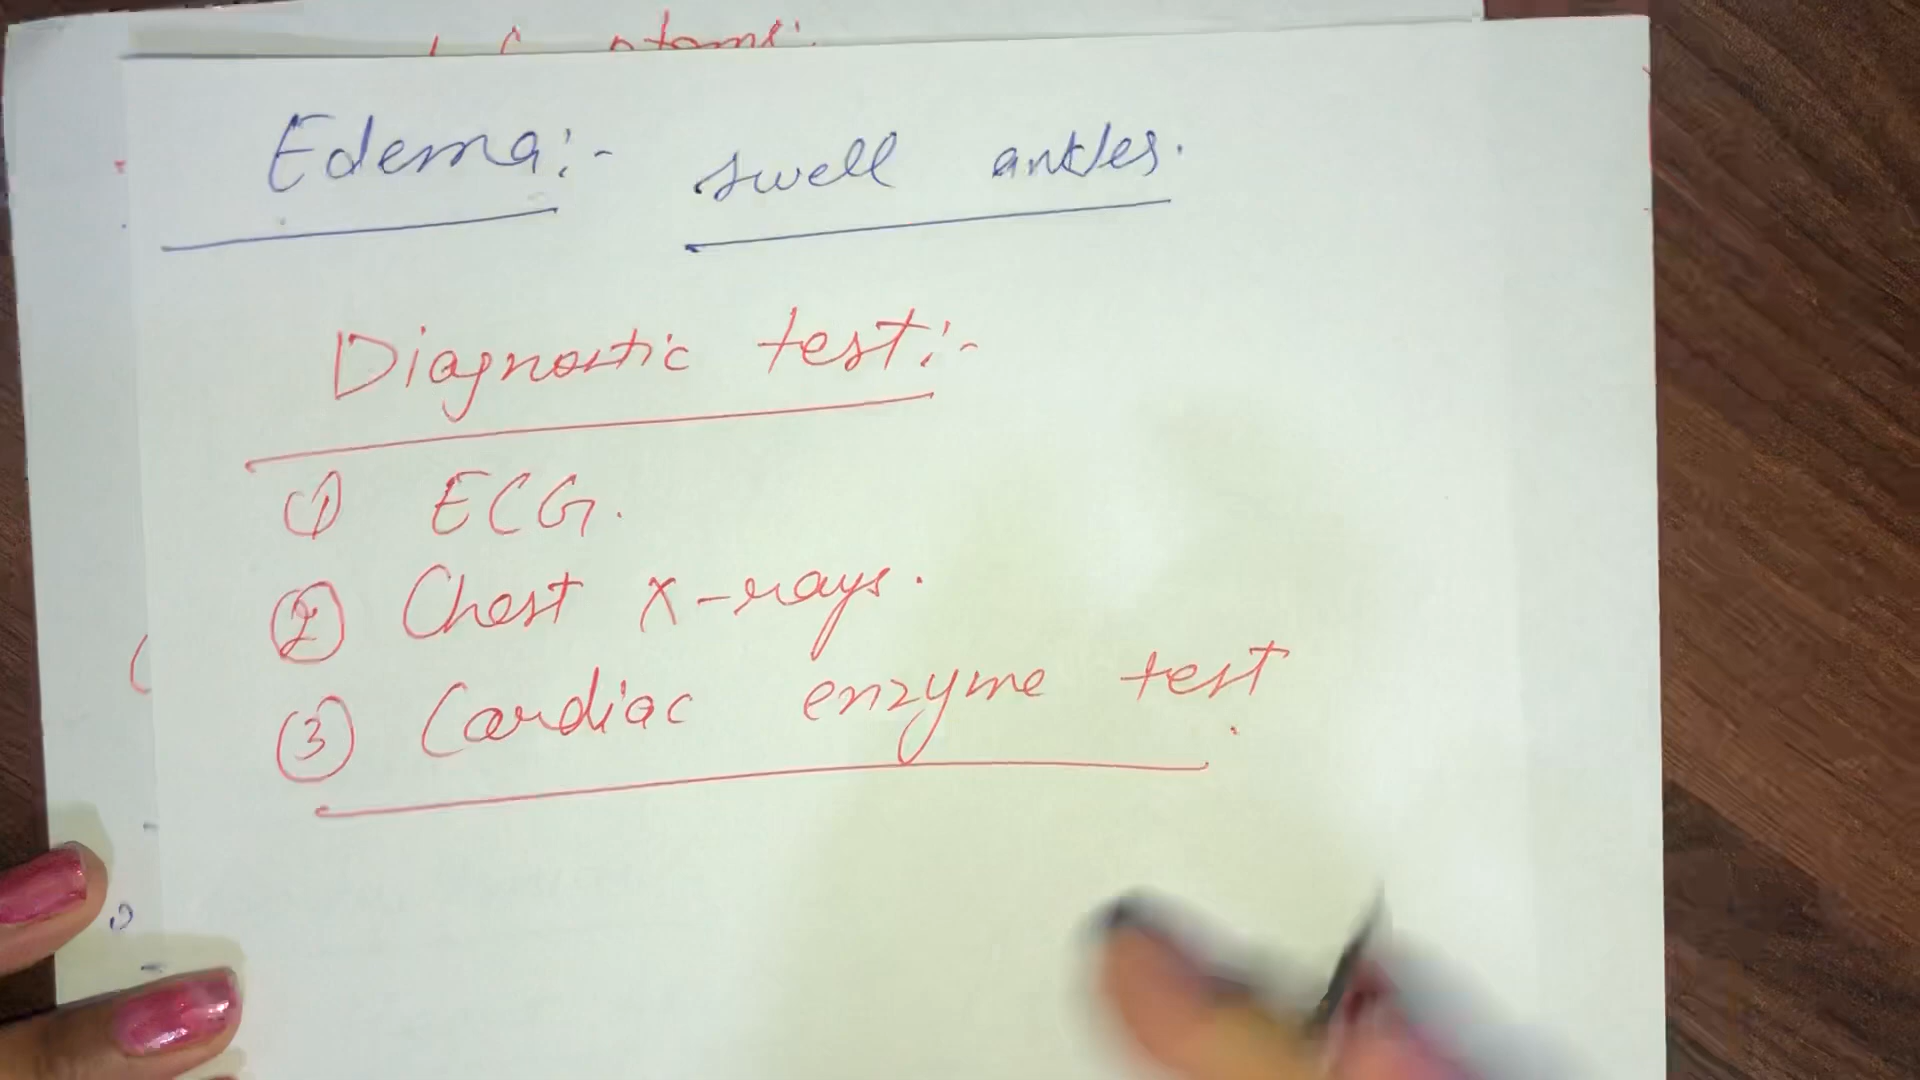 Edema:- swell ankles.
Diagnostic test:-
① ECG.
② Chest X-rays.
③ Cardiac enzyme test.